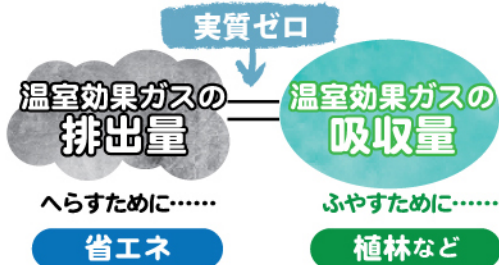 実質ゼロ
温室効果ガスの
排出量
温室効果ガスの
吸収量
へらすために……
ふやすために……
省エネ
植林など